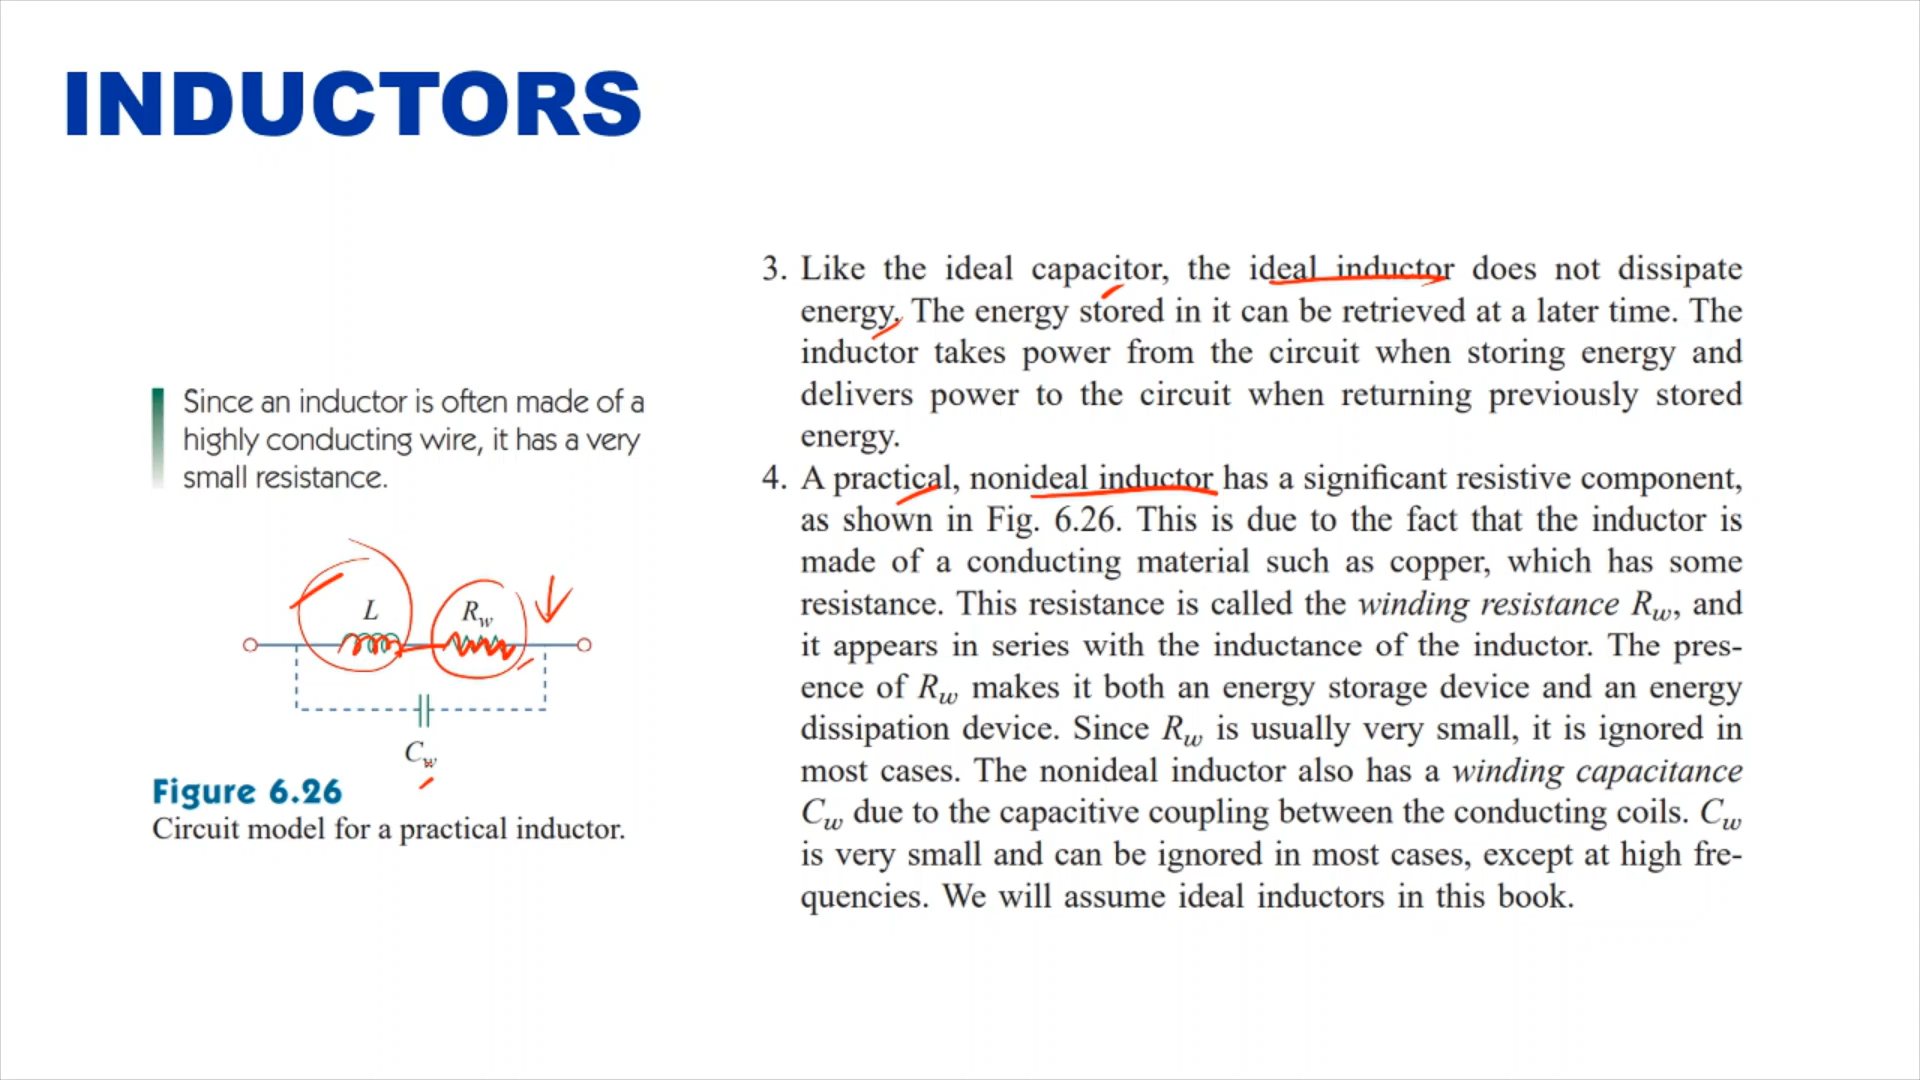 INDUCTORS
3. Like the ideal capacitor, the ideal inductor does not dissipate
energy. The energy stored in it can be retrieved at a later time. The
inductor takes power from the circuit when storing energy and
delivers power to the circuit when returning previously stored
energy.
4. A practical, nonideal inductor has a significant resistive component,
as shown in Fig. 6.26. This is due to the fact that the inductor is
made of a conducting material such as copper, which has some
resistance. This resistance is called the winding resistance Rw, and
it appears in series with the inductance of the inductor. The pres-
ence of Rw makes it both an energy storage device and an energy
dissipation device. Since Rw is usually very small, it is ignored in
most cases. The nonideal inductor also has a winding capacitance
Cw due to the capacitive coupling between the conducting coils. Cw
is very small and can be ignored in most cases, except at high fre-
quencies. We will assume ideal inductors in this book.
Since an inductor is often made of a
highly conducting wire, it has a very
small resistance.
L Rw
Cw
Figure 6.26
Circuit model for a practical inductor.